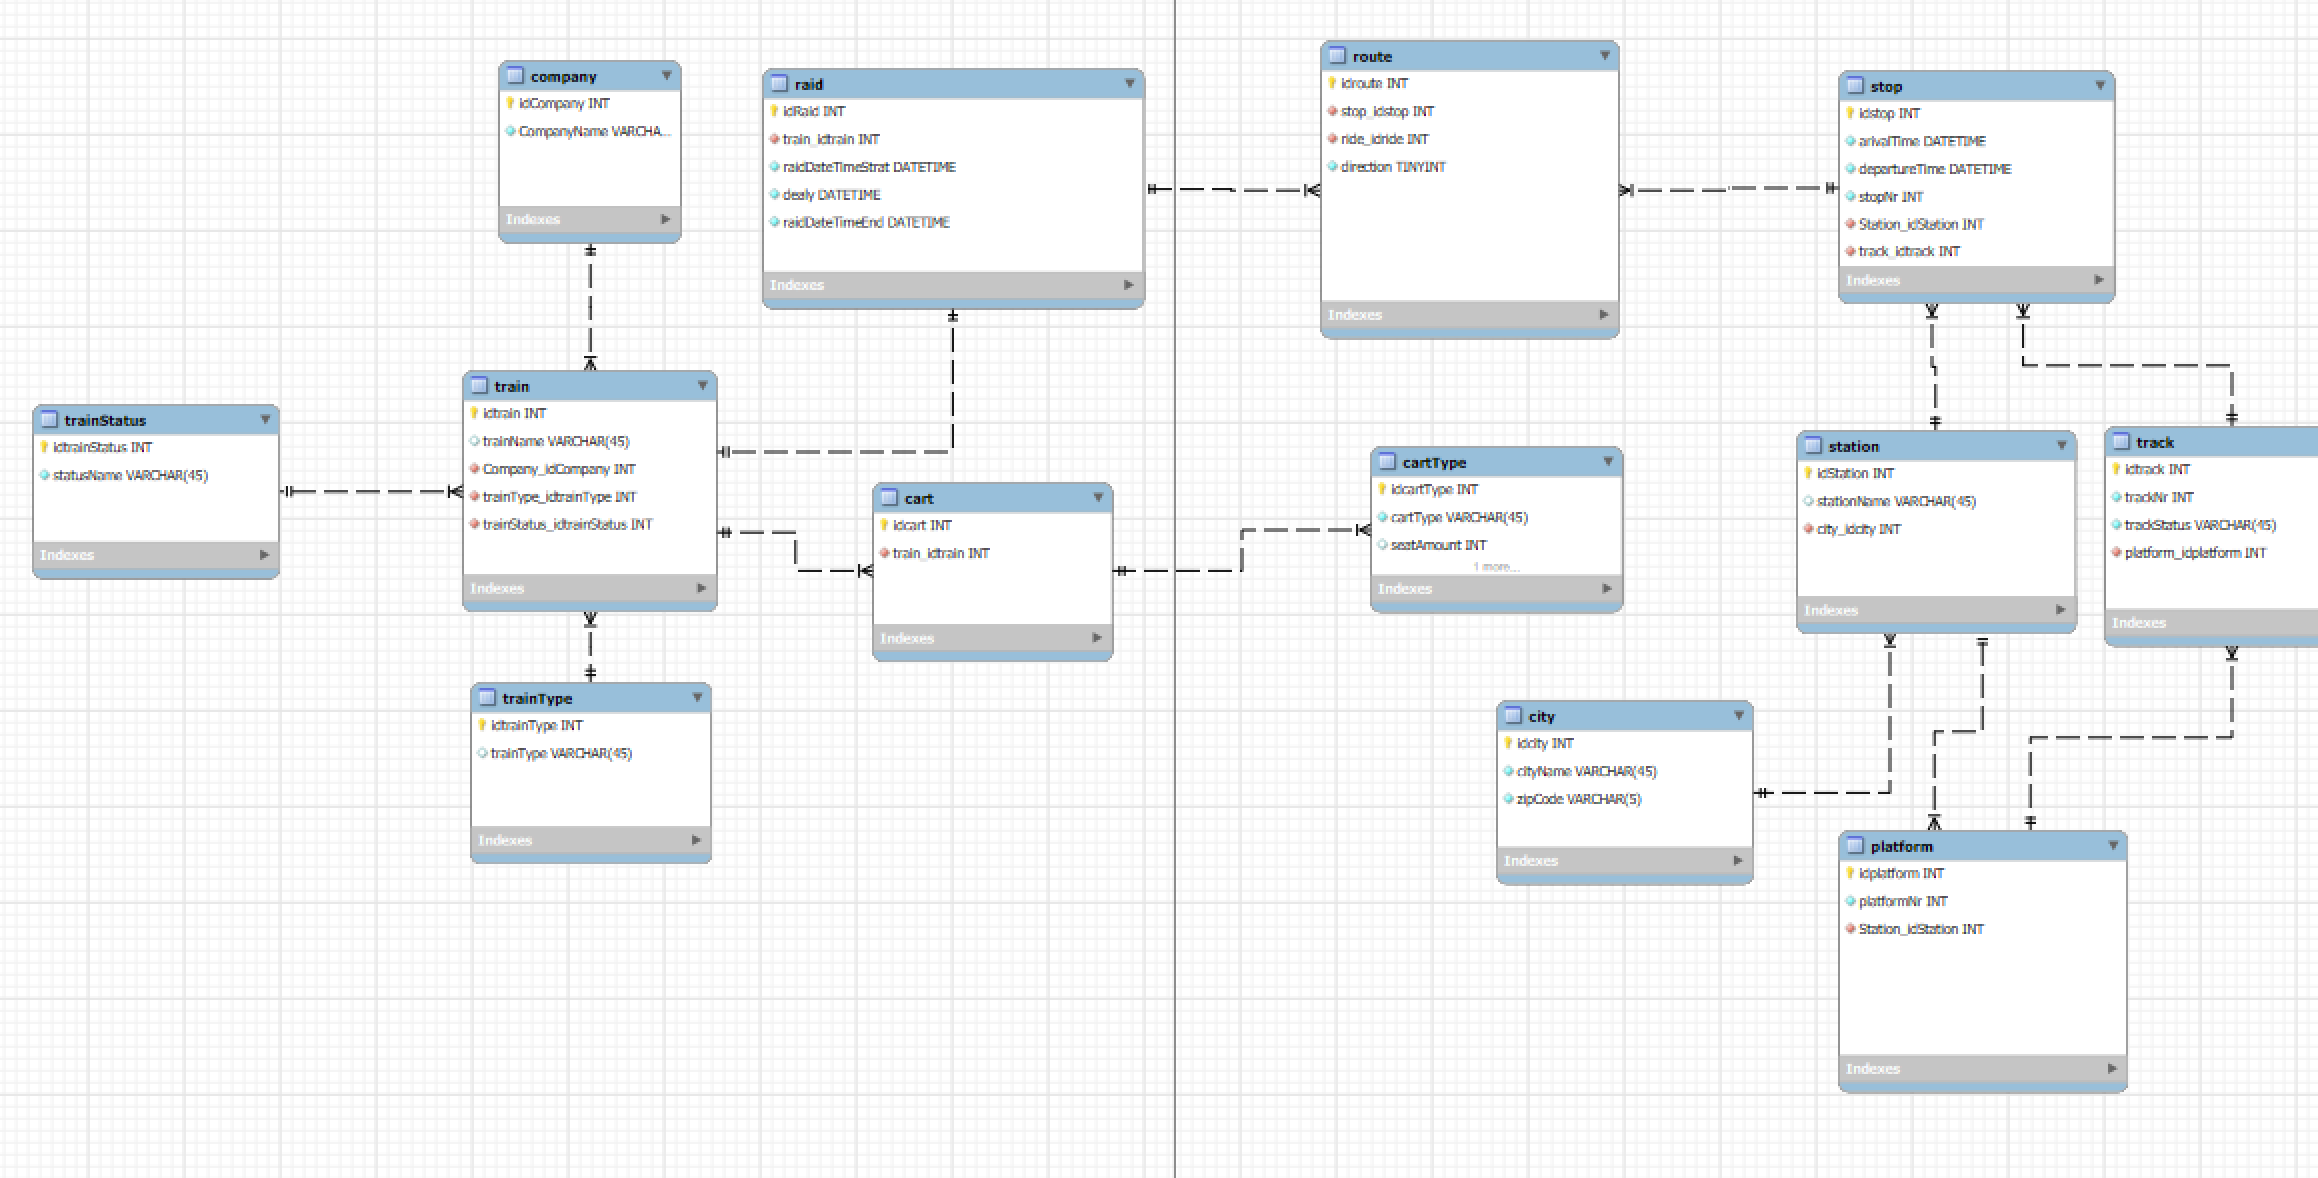 company
idCompany INT
CompanyName VARCHA...
Indexes
raid
idRaid INT
train_idtrain INT
raidDateTimeStrat DATETIME
dealy DATETIME
raidDateTimeEnd DATETIME
Indexes
route
idroute INT
stop_idstop INT
ride_idride INT
direction TINYINT
Indexes
stop
idstop INT
arivalTime DATETIME
departureTime DATETIME
stopNr INT
Station_idStation INT
track_idtrack INT
Indexes
trainStatus
idtrainStatus INT
statusName VARCHAR(45)
Indexes
train
idtrain INT
trainName VARCHAR(45)
Company_idCompany INT
trainType_idtrainType INT
trainStatus_idtrainStatus INT
Indexes
cart
idcart INT
train_idtrain INT
Indexes
cartType
idcartType INT
cartType VARCHAR(45)
seatAmount INT
1 more...
Indexes
station
idStation INT
stationName VARCHAR(45)
city_idcity INT
Indexes
track
idtrack INT
trackNr INT
trackStatus VARCHAR(45)
platform_idplatform INT
Indexes
trainType
idtrainType INT
trainType VARCHAR(45)
Indexes
city
idcity INT
cityName VARCHAR(45)
zipCode VARCHAR(5)
Indexes
platform
idplatform INT
platformNr INT
Station_idStation INT
Indexes